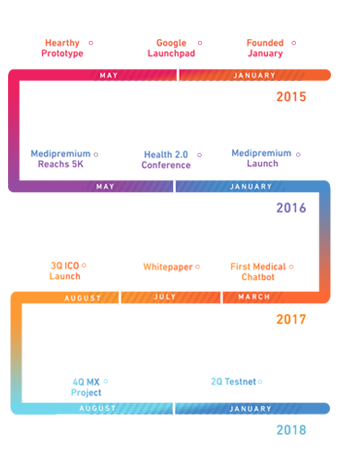 Hearthy Google Founded
Prototype Launchpad January
MAY JANUARY
2015
Medipremium Health 2.0 Medipremium
Reachs 5K Conference Launch
MAY JANUARY
2016
3Q ICO Whitepaper First Medical
Launch Chatbot
AUGUST JULY MARCH
2017
4Q MX 2Q Testnet
Project
AUGUST JANUARY
2018